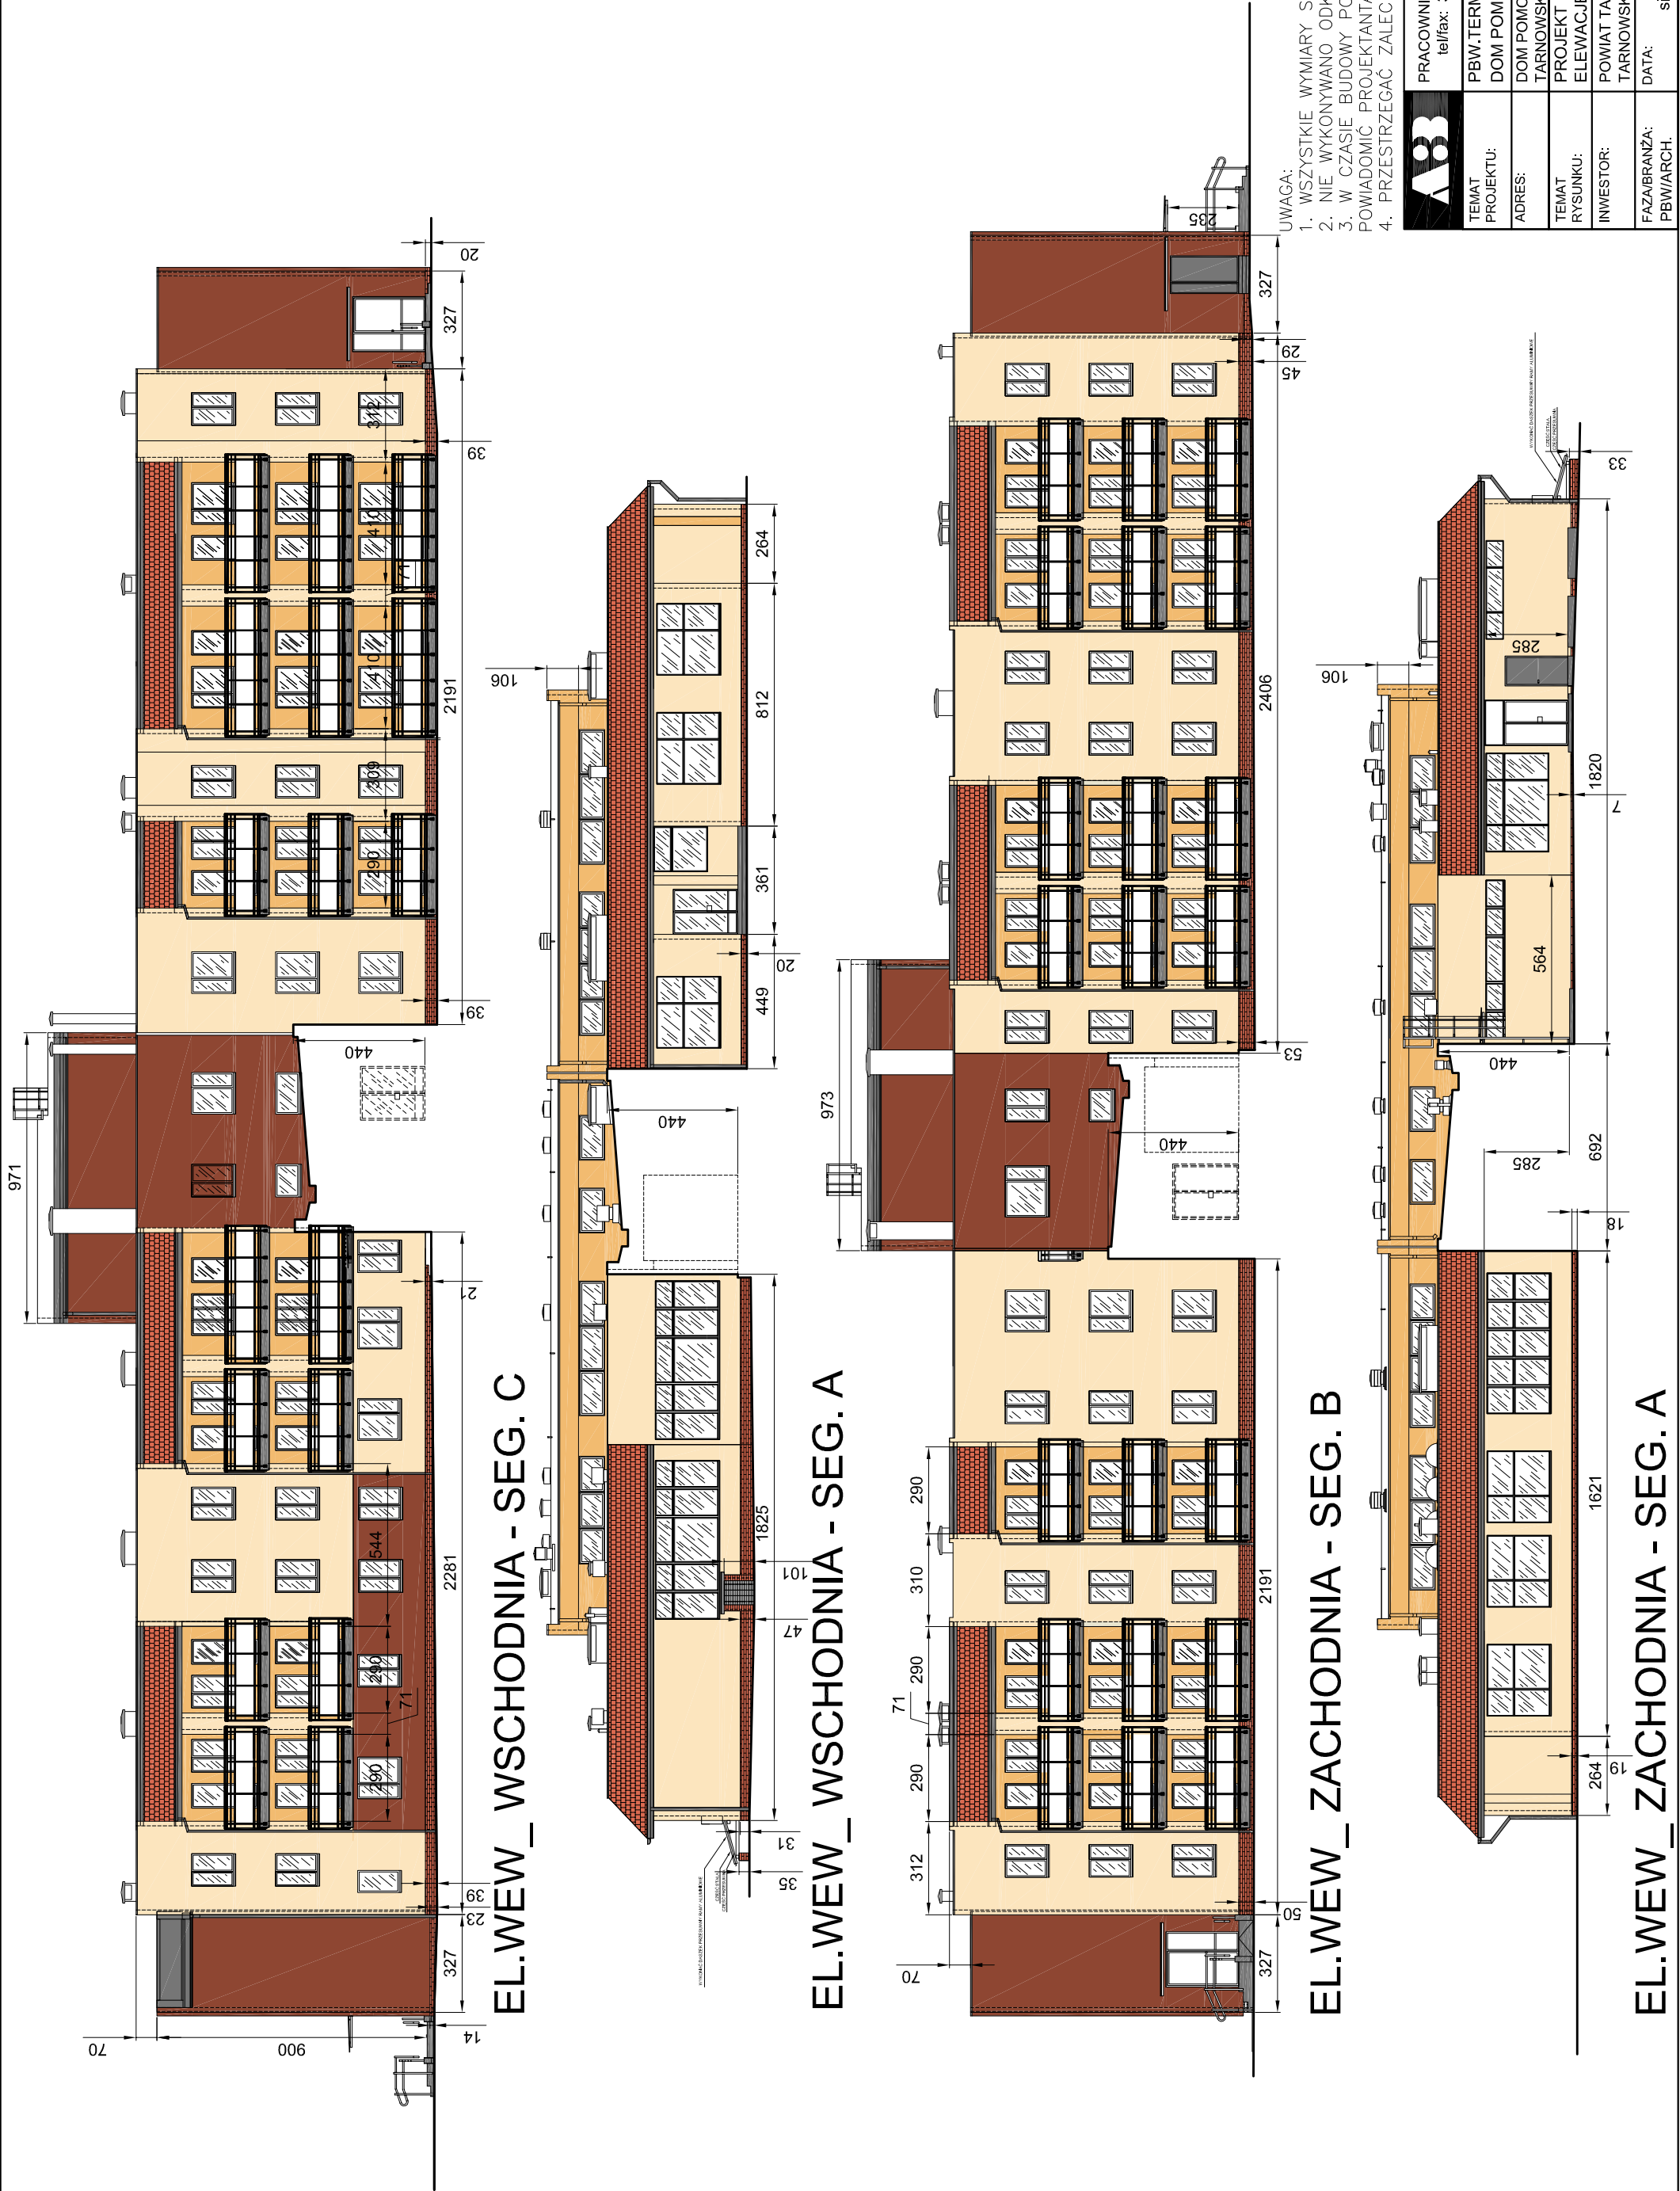 971
70
900
14
327
23
39
2281
290
71
290
544
21
440
39
2191
290
309
410
71
410
312
39
327
20
EL.WEW_ WSCHODNIA - SEG. C
106
35
31
47
101
1825
440
449
20
361
812
264
EL.WEW_ WSCHODNIA - SEG. A
973
70
327
50
312
290
71
290
310
290
2191
440
53
2406
45
29
327
235
EL.WEW_ ZACHODNIA - SEG. B
106
264
19
1621
18
692
285
440
564
1820
7
285
33
EL.WEW_ ZACHODNIA - SEG. A
UWAGA:
1. WSZYSTKIE WYMIARY S
2. NIE WYKONYWANO ODK
3. W CZASIE BUDOWY PO
POWIADOMIĆ PROJEKTANTA
4. PRZESTRZEGAĆ ZALEC
A33
PRACOWNI
tel/fax:
TEMAT PROJEKTU:
PBW.TERM
DOM POM
ADRES:
DOM POMO
TARNOWSK
TEMAT RYSUNKU:
PROJEKT
ELEWACJE
INWESTOR:
POWIAT TA
TARNOWSK
FAZA/BRANŻA:
PBW/ARCH.
DATA:
si